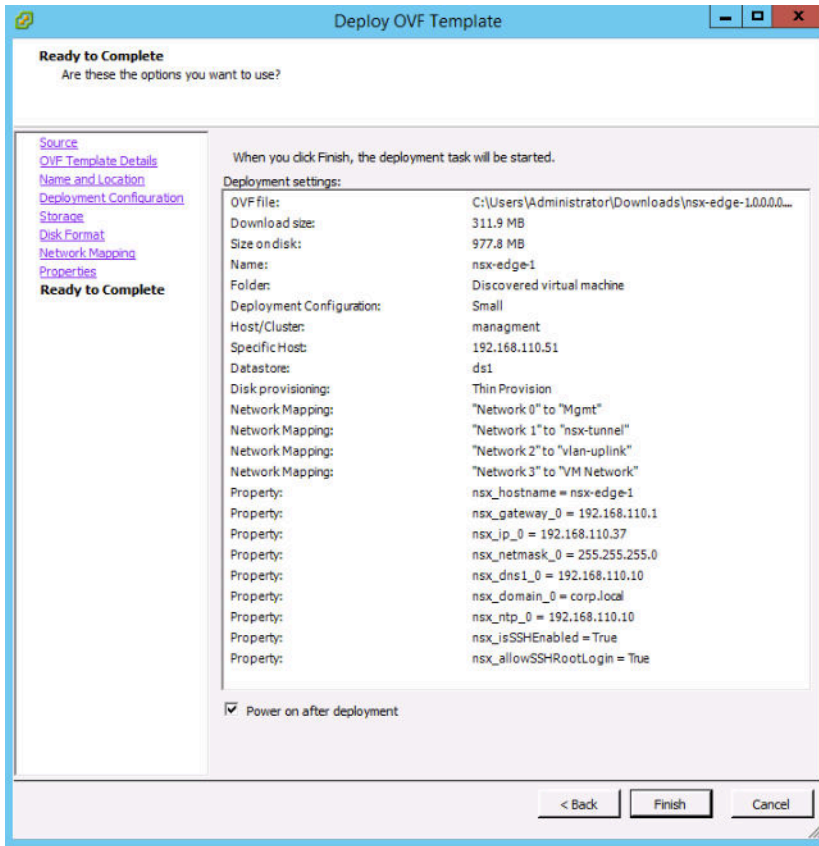 Deploy OVF Template
Ready to Complete
Are these the options you want to use?
Source
OVF Template Details
Name and Location
Deployment Configuration
Storage
Disk Format
Network Mapping
Properties
Ready to Complete
When you click Finish, the deployment task will be started.
Deployment settings:
OVF file: C:\Users\Administrator\Downloads\nsx-edge-1.0.0.0.0....
Download size: 311.9 MB
Size on disk: 977.8 MB
Name: nsx-edge-1
Folder: Discovered virtual machine
Deployment Configuration: Small
Host/Cluster: managment
Specific Host: 192.168.110.51
Datastore: ds1
Disk provisioning: Thin Provision
Network Mapping: "Network 0" to "Mgmt"
Network Mapping: "Network 1" to "nsx-tunnel"
Network Mapping: "Network 2" to "vlan-uplink"
Network Mapping: "Network 3" to "VM Network"
Property: nsx_hostname = nsx-edge-1
Property: nsx_gateway_0 = 192.168.110.1
Property: nsx_ip_0 = 192.168.110.37
Property: nsx_netmask_0 = 255.255.255.0
Property: nsx_dns1_0 = 192.168.110.10
Property: nsx_domain_0 = corp.local
Property: nsx_ntp_0 = 192.168.110.10
Property: nsx_isSSHEnabled = True
Property: nsx_allowSSHRootLogin = True
Power on after deployment
< Back Finish Cancel